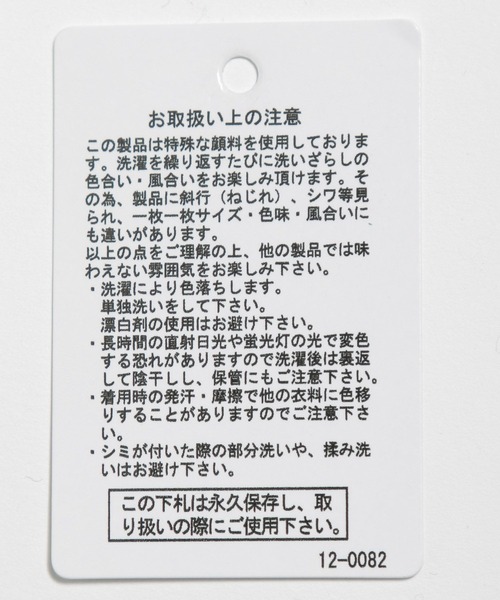 お取扱い上の注意
この製品は特殊な顔料を使用しておりま
す。洗濯を繰り返すたびに洗いざらしの
色合い・風合いをお楽しみ頂けます。そ
の為、製品に斜行（ねじれ）、シワ等見
られ、一枚一枚サイズ・色味・風合いに
も違いがあります。
以上の点をご理解の上、他の製品では味
わえない雰囲気をお楽しみ下さい。
・洗濯により色落ちします。
単独洗いをして下さい。
漂白剤の使用はお避け下さい。
・長時間の直射日光や蛍光灯の光で変色
する恐れがありますので洗濯後は裏返
して陰干しし、保管にもご注意下さい。
・着用時の発汗・摩擦で他の衣料に色移
りすることがありますのでご注意下さ
い。
・シミが付いた際の部分洗いや、揉み洗
いはお避け下さい。
この下札は永久保存し、取
り扱いの際にご使用下さい。
12-0082